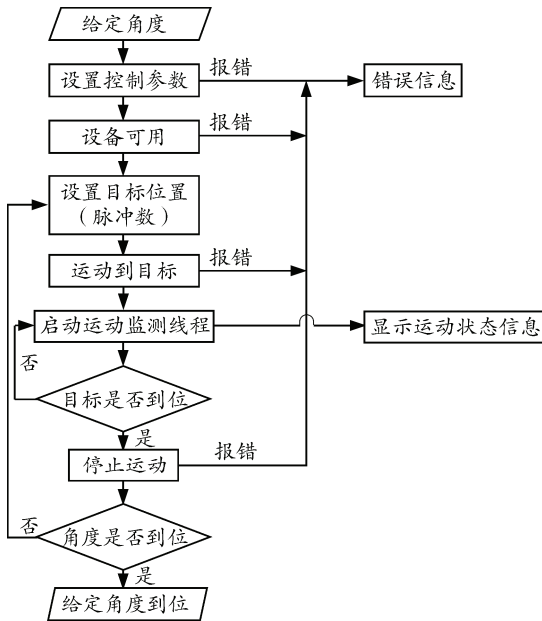 给定角度
设置控制参数
报错
错误信息
设备可用
报错
设置目标位置
(脉冲数)
运动到目标
报错
启动运动监测线程
显示运动状态信息
否
目标是否到位
是
停止运动
报错
否
角度是否到位
是
给定角度到位